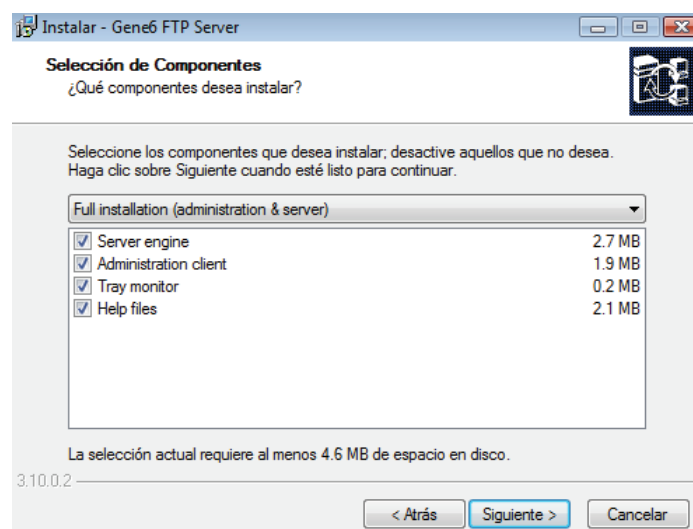 Instalar - Gene6 FTP Server
Selección de Componentes
¿Qué componentes desea instalar?
Seleccione los componentes que desea instalar; desactive aquellos que no desea.
Haga clic sobre Siguiente cuando esté listo para continuar.
Full installation (administration & server)
Server engine 2.7 MB
Administration client 1.9 MB
Tray monitor 0.2 MB
Help files 2.1 MB
La selección actual requiere al menos 4.6 MB de espacio en disco.
3.10.0.2
< Atrás Siguiente > Cancelar